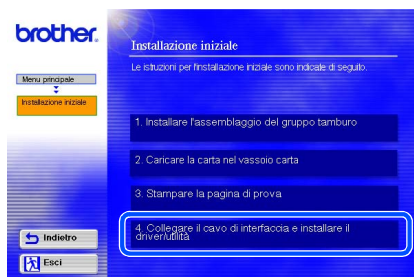 brother.
Installazione iniziale
Le istruzioni per l'installazione iniziale sono indicate di seguito.
Menu principale
Installazione iniziale
1. Installare l'assemblaggio del gruppo tamburo
2. Caricare la carta nel vassoio carta
3. Stampare la pagina di prova
4. Collegare il cavo di interfaccia e installare il
driver/utilità
Indietro
Esci